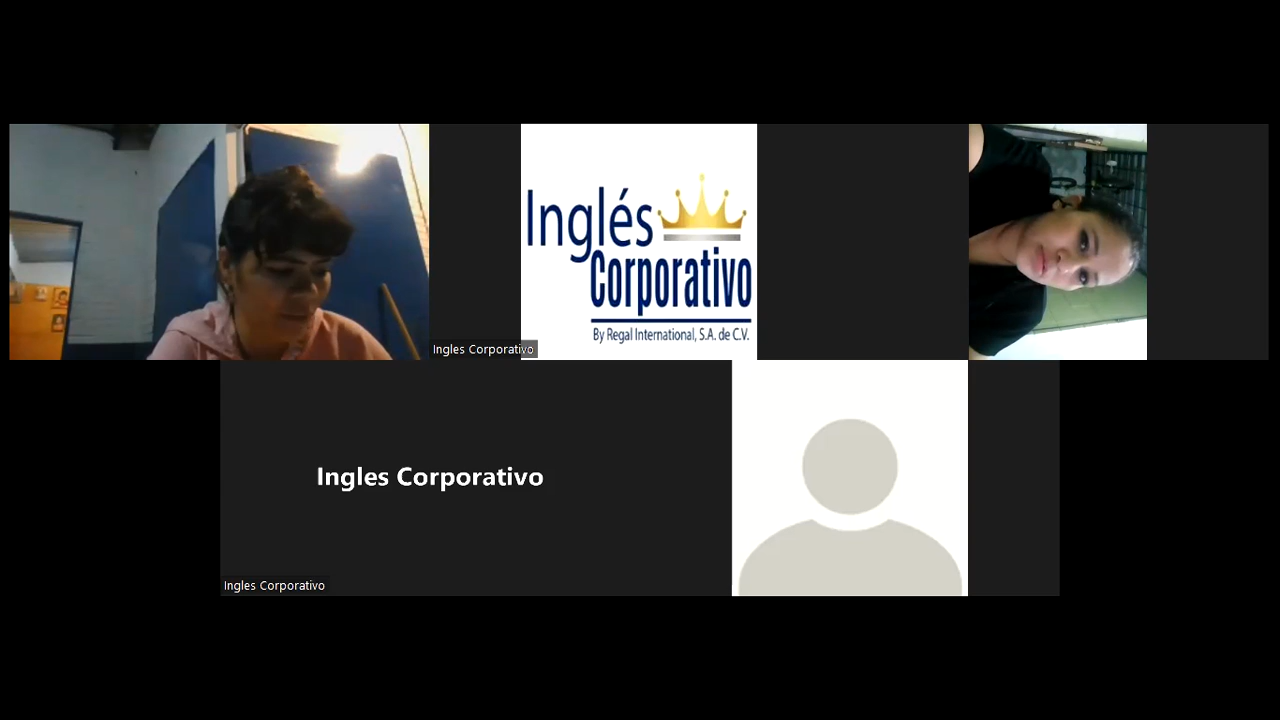 Inglés
Corporativo
By Regal International, S.A. de C.V.
Ingles Corporativo
Ingles Corporativo
Ingles Corporativo